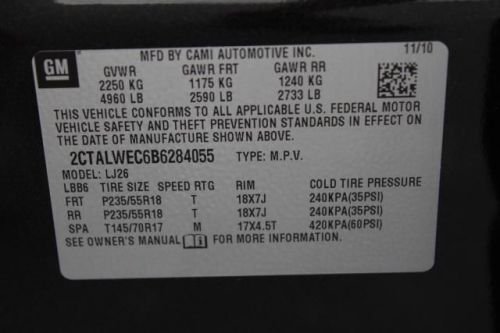 GM
MFD BY CAMI AUTOMOTIVE INC. 11/10
GVWR GAWR FRT GAWR RR
2250 KG 1175 KG 1240 KG
4960 LB 2590 LB 2733 LB
THIS VEHICLE CONFORMS TO ALL APPLICABLE U.S. FEDERAL MOTOR
VEHICLE SAFETY AND THEFT PREVENTION STANDARDS IN EFFECT ON
THE DATE OF MANUFACTURE SHOWN ABOVE.
2CTALWEC6B6284055 TYPE: M.P.V.
MODEL: LJ26
LBB6 TIRE SIZE SPEED RTG RIM COLD TIRE PRESSURE
FRT P235/55R18 T 18X7J 240KPA(35PSI)
RR P235/55R18 T 18X7J 240KPA(35PSI)
SPA T145/70R17 M 17X4.5T 420KPA(60PSI)
SEE OWNER'S MANUAL FOR MORE INFORMATION.